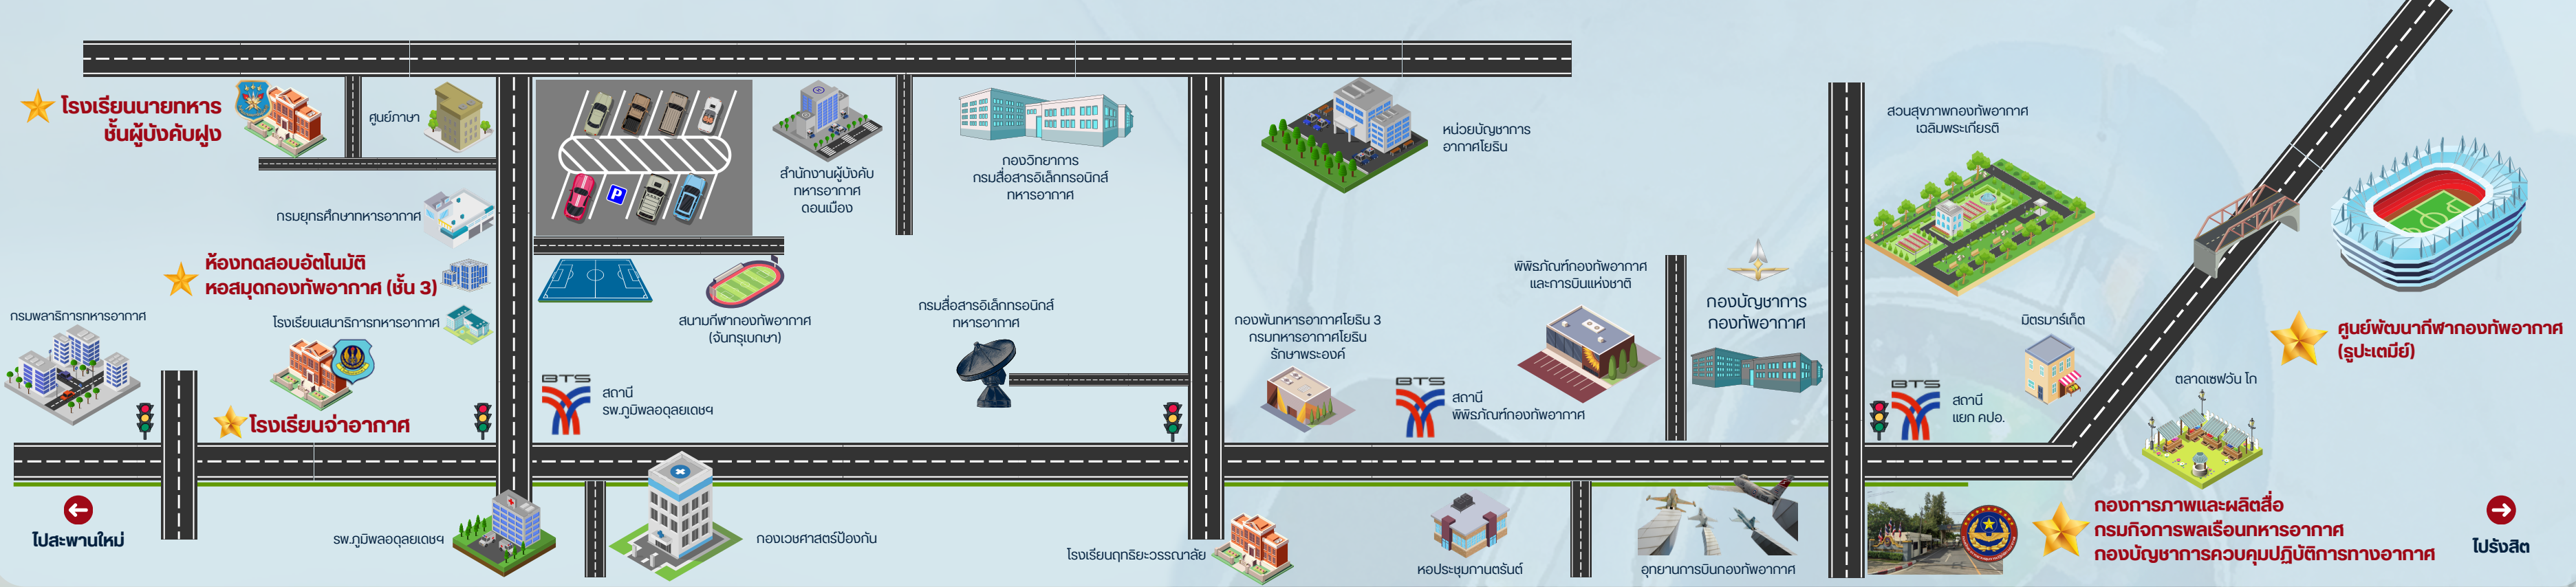 โรงเรียนนายทหาร
ชั้นผู้บังคับฝูง
ศูนย์ภาษา
กรมยุทธศึกษาทหารอากาศ
ห้องทดสอบอัตโนมัติ
หอสมุดกองทัพอากาศ (ชั้น 3)
กรมพลาธิการทหารอากาศ
โรงเรียนเสนาธิการทหารอากาศ
โรงเรียนจ่าอากาศ
ไปสะพานใหม่
รพ.ภูมิพลอดุลยเดชฯ
P
สำนักงานผู้บังคับ
ทหารอากาศ
ดอนเมือง
สนามกีฬากองทัพอากาศ
(จันทรุเบกษา)
BTS
สถานี
รพ.ภูมิพลอดุลยเดชฯ
กองเวชศาสตร์ป้องกัน
กองวิทยาการ
กรมสื่อสารอิเล็กทรอนิกส์
ทหารอากาศ
กรมสื่อสารอิเล็กทรอนิกส์
ทหารอากาศ
โรงเรียนฤทธิยะวรรณาลัย
หน่วยบัญชาการ
อากาศโยธิน
กองพันทหารอากาศโยธิน 3
กรมทหารอากาศโยธิน
รักษาพระองค์
BTS
สถานี
พิพิธภัณฑ์กองทัพอากาศ
พิพิธภัณฑ์กองทัพอากาศ
และการบินแห่งชาติ
กองบัญชาการ
กองทัพอากาศ
หอประชุมกานตรัตน์
อุทยานการบินกองทัพอากาศ
สวนสุขภาพกองทัพอากาศ
เฉลิมพระเกียรติ
มิตรมาร์เก็ต
BTS
สถานี
แยก คปอ.
ตลาดเซฟวัน โก
ศูนย์พัฒนากีฬากองทัพอากาศ
(ธูปะเตมีย์)
กองการภาพและผลิตสื่อ
กรมกิจการพลเรือนทหารอากาศ
กองบัญชาการควบคุมปฏิบัติการทางอากาศ
ไปรังสิต